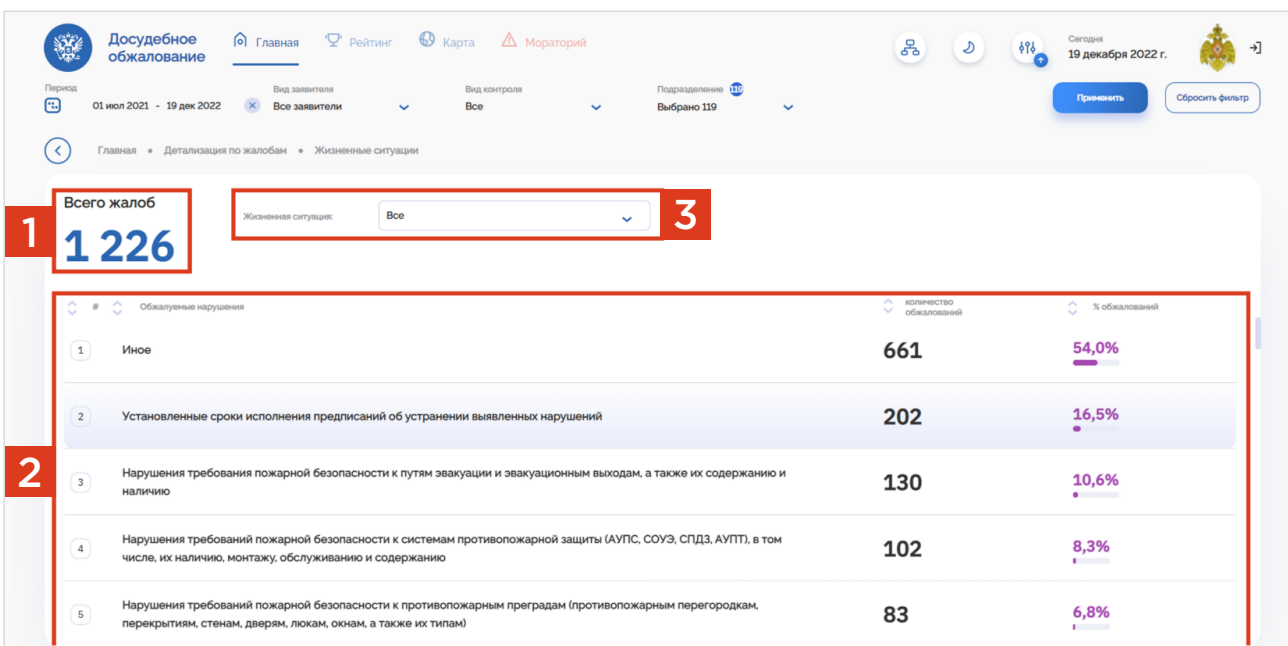 Досудебное обжалование
Главная
Рейтинг
Карта
Мораторий
Сегодня
19 декабря 2022 г.
Период
01 июл 2021 - 19 дек 2022
Вид заявителя
Все заявители
Вид контроля
Все
Подразделение 119
Выбрано 119
Применить
Сбросить фильтр
Главная • Детализация по жалобам • Жизненные ситуации
1
Всего жалоб
1 226
Жизненная ситуация:
Все
3
2
# Обжалуемые нарушения количество обжалований % обжалований
1 Иное 661 54,0%
2 Установленные сроки исполнения предписаний об устранении выявленных нарушений 202 16,5%
3 Нарушения требования пожарной безопасности к путям эвакуации и эвакуационным выходам, а также их содержанию и
наличию 130 10,6%
4 Нарушения требований пожарной безопасности к системам противопожарной защиты (АУПС, СОУЭ, СПДЗ, АУПТ), в том
числе, их наличию, монтажу, обслуживанию и содержанию 102 8,3%
5 Нарушения требований пожарной безопасности к противопожарным преградам (противопожарным перегородкам,
перекрытиям, стенам, дверям, люкам, окнам, а также их типам) 83 6,8%